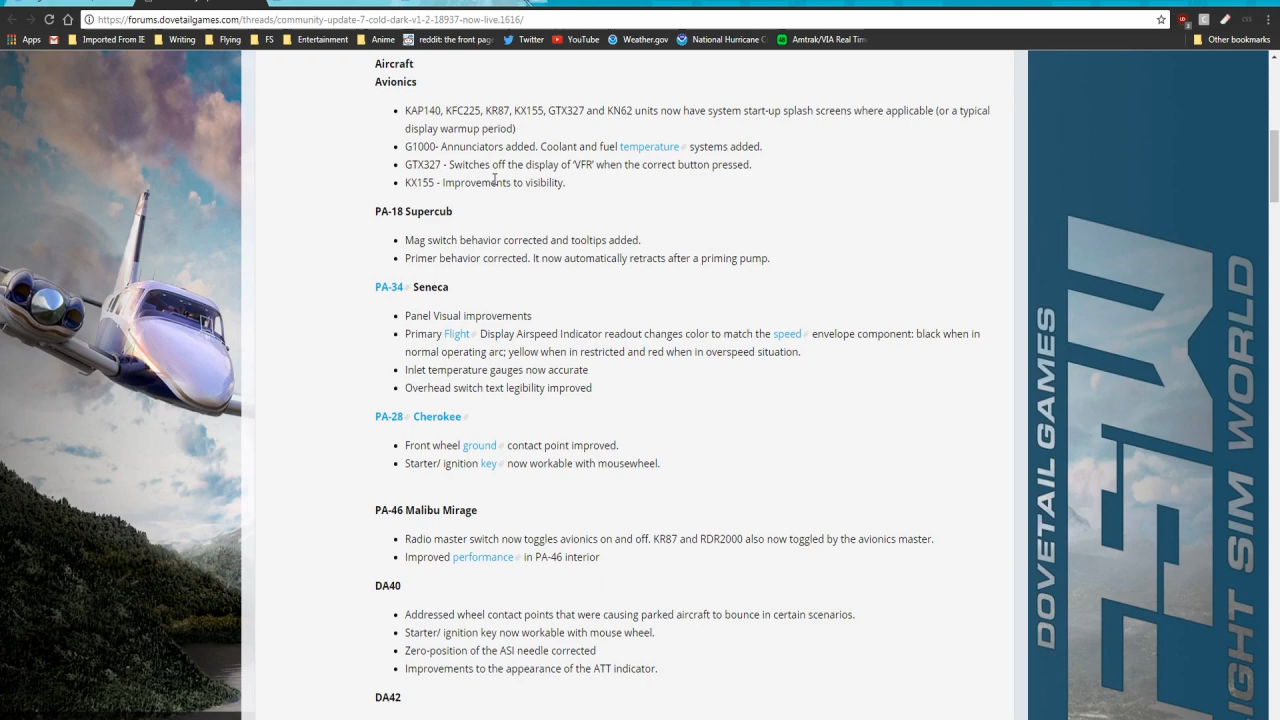 https://forums.dovetailgames.com/threads/community-update-7-cold-dark-v1-2-18937-now-live.1616/
Apps Imported From IE Writing Flying FS Entertainment Anime reddit: the front pag Twitter YouTube Weather.gov National Hurricane C Amtrak/VIA Real Tim Other bookmarks
Aircraft
Avionics
KAP140, KFC225, KR87, KX155, GTX327 and KN62 units now have system start-up splash screens where applicable (or a typical
display warmup period)
G1000- Annunciators added. Coolant and fuel temperature systems added.
GTX327 - Switches off the display of ‘VFR’ when the correct button pressed.
KX155 - Improvements to visibility.
PA-18 Supercub
Mag switch behavior corrected and tooltips added.
Primer behavior corrected. It now automatically retracts after a priming pump.
PA-34 Seneca
Panel Visual improvements
Primary Flight Display Airspeed Indicator readout changes color to match the speed envelope component: black when in
normal operating arc; yellow when in restricted and red when in overspeed situation.
Inlet temperature gauges now accurate
Overhead switch text legibility improved
PA-28 Cherokee
Front wheel ground contact point improved.
Starter/ ignition key now workable with mousewheel.
PA-46 Malibu Mirage
Radio master switch now toggles avionics on and off. KR87 and RDR2000 also now toggled by the avionics master.
Improved performance in PA-46 interior
DA40
Addressed wheel contact points that were causing parked aircraft to bounce in certain scenarios.
Starter/ ignition key now workable with mouse wheel.
Zero-position of the ASI needle corrected
Improvements to the appearance of the ATT indicator.
DA42
DOVETAIL GAMES
FSW
LIGHT SIM WORLD